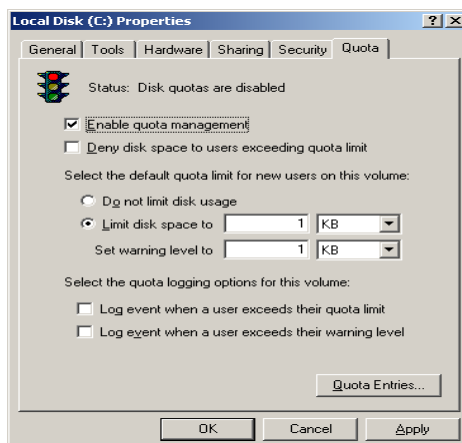 Local Disk (C:) Properties
General Tools Hardware Sharing Security Quota
Status: Disk quotas are disabled
Enable quota management
Deny disk space to users exceeding quota limit
Select the default quota limit for new users on this volume:
Do not limit disk usage
Limit disk space to 1 KB
Set warning level to 1 KB
Select the quota logging options for this volume:
Log event when a user exceeds their quota limit
Log event when a user exceeds their warning level
Quota Entries...
OK Cancel Apply